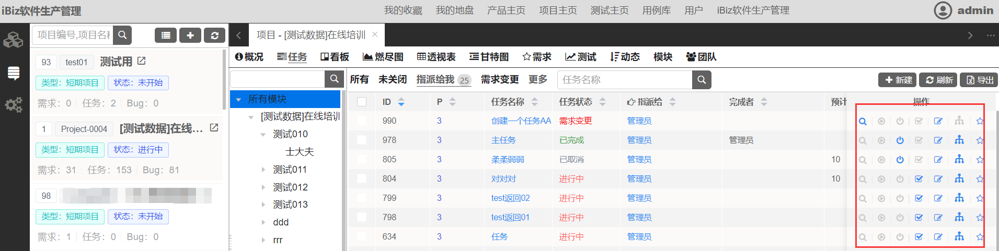 iBiz软件生产管理
我的收藏 我的地盘 产品主页 项目主页 测试主页 用例库 用户 iBiz软件生产管理
admin
项目编号,项目名称
93 test01 测试用
类型：短期项目 状态：未开始
需求：0 任务：2 Bug：0
1 Project-0004 [测试数据]在线...
类型：短期项目 状态：进行中
需求：31 任务：153 Bug：81
98
类型：短期项目 状态：未开始
需求：1 任务：0 Bug：0
项目 - [测试数据]在线培训 ×
概况 任务 看板 燃尽图 透视表 甘特图 需求 测试 动态 模块 团队
所有模块
[测试数据]在线培训
测试010
士大夫
测试011
测试012
测试013
ddd
rrr
所有 未关闭 指派给我 25 需求变更 更多 任务名称 新建 刷新 导出
ID P 任务名称 任务状态 指派给 完成者 预计 操作
990 3 创建一个任务AA 需求变更 管理员
978 3 主任务 已完成 管理员 管理员
805 3 柔柔弱弱 已取消 管理员 10
804 3 对对对 进行中 管理员 10
799 3 test返回02 进行中 管理员
798 3 test返回01 进行中 管理员
634 3 任务 进行中 管理员